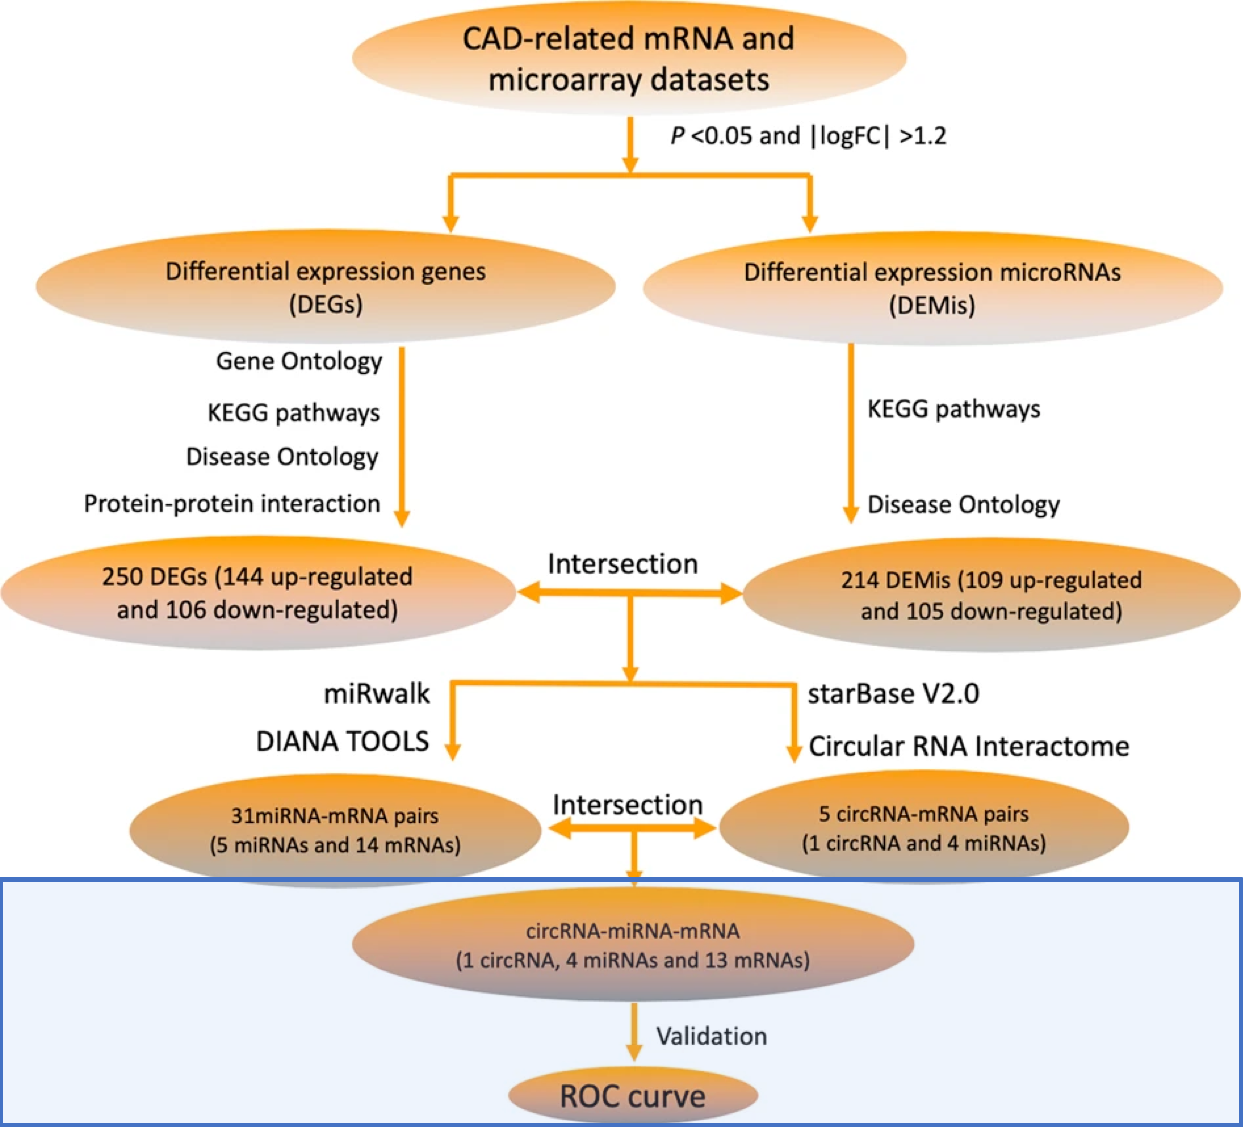 CAD-related mRNA and
microarray datasets
P <0.05 and |logFC| >1.2
Differential expression genes
(DEGs)
Differential expression microRNAs
(DEMis)
Gene Ontology
KEGG pathways
Disease Ontology
Protein-protein interaction
KEGG pathways
Disease Ontology
250 DEGs (144 up-regulated
and 106 down-regulated)
Intersection
214 DEMis (109 up-regulated
and 105 down-regulated)
miRwalk
DIANA TOOLS
starBase V2.0
Circular RNA Interactome
31miRNA-mRNA pairs
(5 miRNAs and 14 mRNAs)
Intersection
5 circRNA-mRNA pairs
(1 circRNA and 4 miRNAs)
circRNA-miRNA-mRNA
(1 circRNA, 4 miRNAs and 13 mRNAs)
Validation
ROC curve